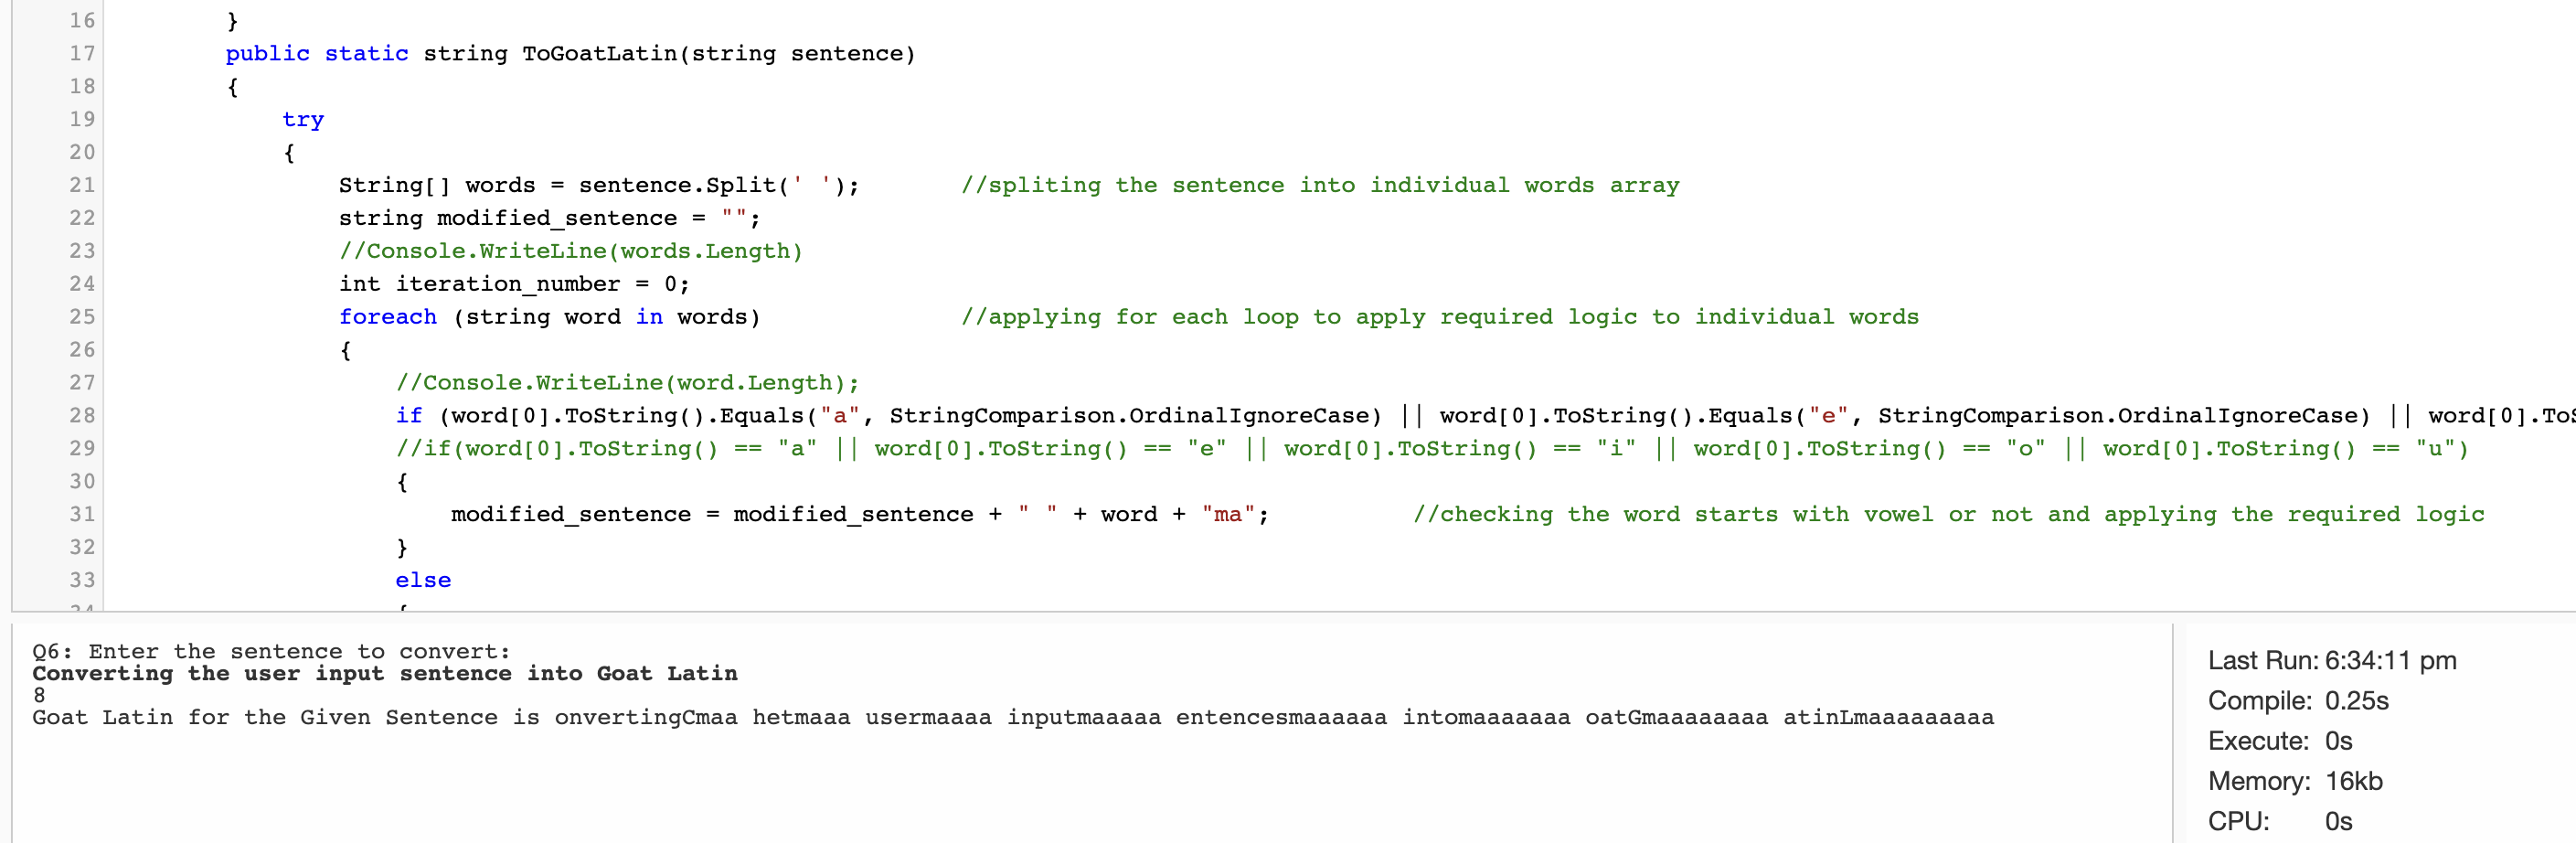 16 }
17 public static string ToGoatLatin(string sentence)
18 {
19 try
20 {
21 String[] words = sentence.Split(' '); //spliting the sentence into individual words array
22 string modified_sentence = "";
23 //Console.WriteLine(words.Length)
24 int iteration_number = 0;
25 foreach (string word in words) //applying for each loop to apply required logic to individual words
26 {
27 //Console.WriteLine(word.Length);
28 if (word[0].ToString().Equals("a", StringComparison.OrdinalIgnoreCase) || word[0].ToString().Equals("e", StringComparison.OrdinalIgnoreCase) || word[0].ToS
29 //if(word[0].ToString() == "a" || word[0].ToString() == "e" || word[0].ToString() == "i" || word[0].ToString() == "o" || word[0].ToString() == "u")
30 {
31 modified_sentence = modified_sentence + " " + word + "ma"; //checking the word starts with vowel or not and applying the required logic
32 }
33 else
34 {
Q6: Enter the sentence to convert:
Converting the user input sentence into Goat Latin
8
Goat Latin for the Given Sentence is onvertingCmaa hetmaaa usermaaaa inputmaaaaa entencesmaaaaaa intomaaaaaaa oatGmaaaaaaaa atinLmaaaaaaaaa
Last Run: 6:34:11 pm
Compile: 0.25s
Execute: 0s
Memory: 16kb
CPU: 0s